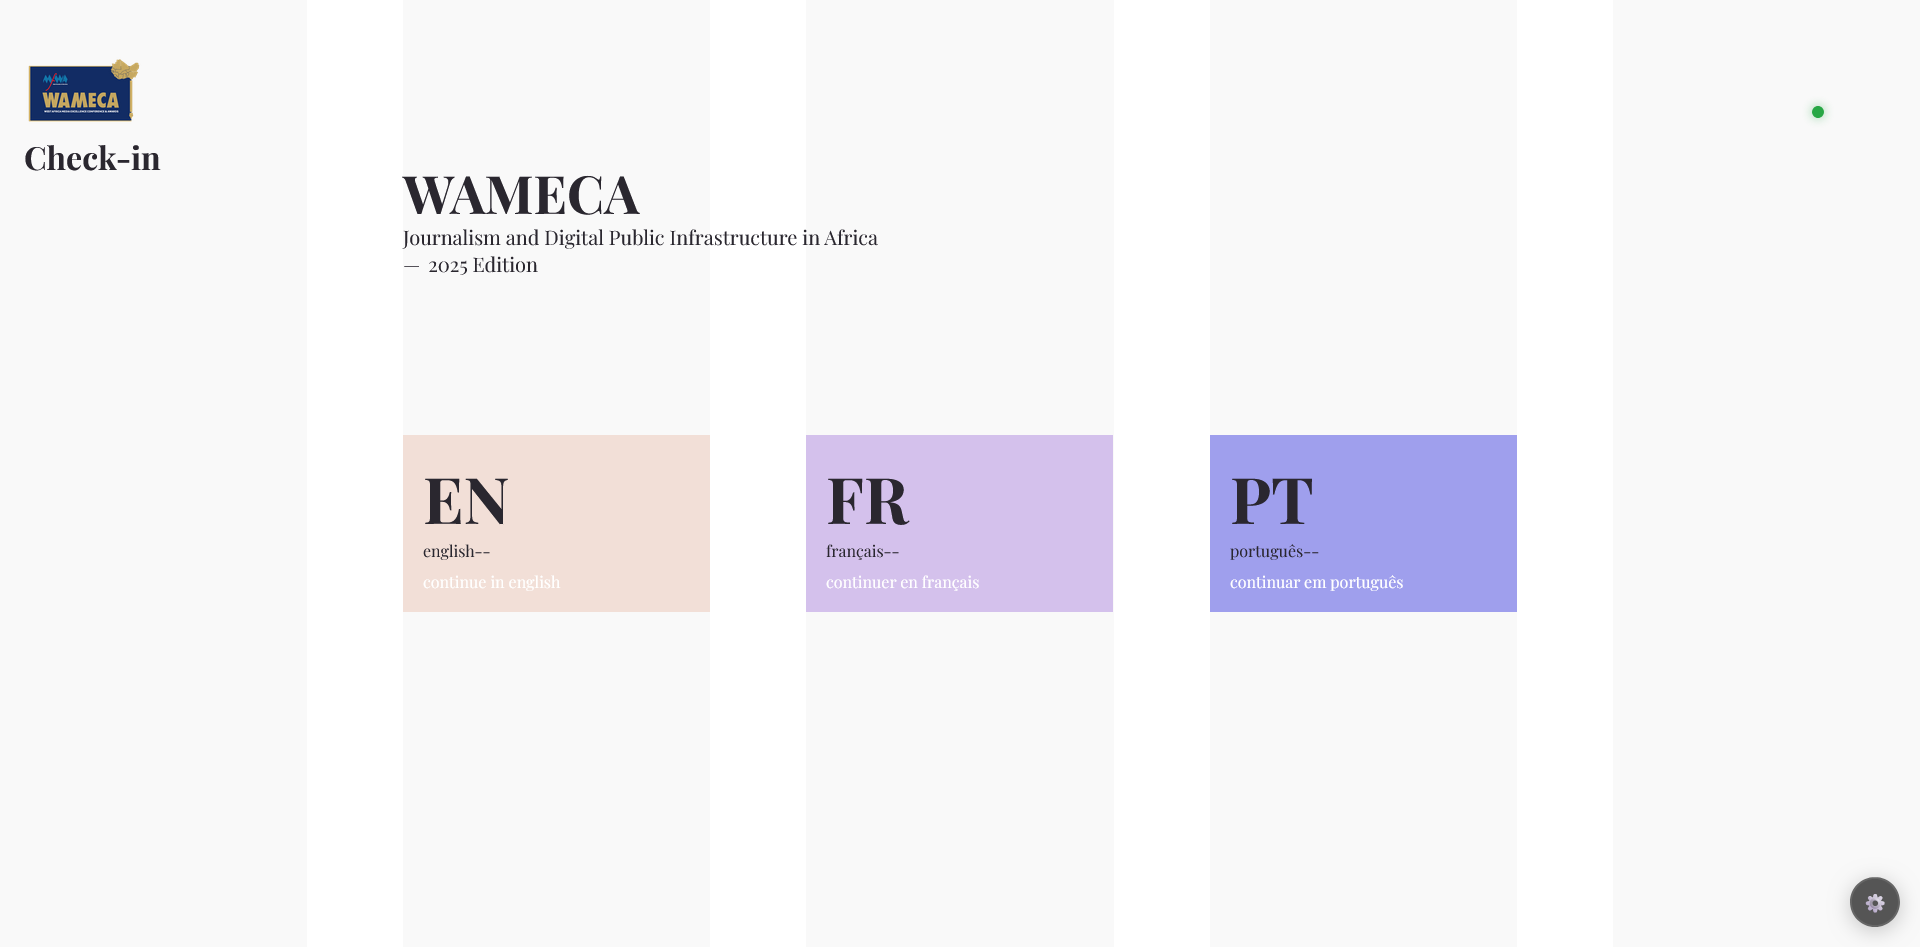 WAMECA
Check-in
WAMECA
Journalism and Digital Public Infrastructure in Africa
— 2025 Edition
EN
english--
continue in english
FR
français--
continuer en français
PT
português--
continuar em português